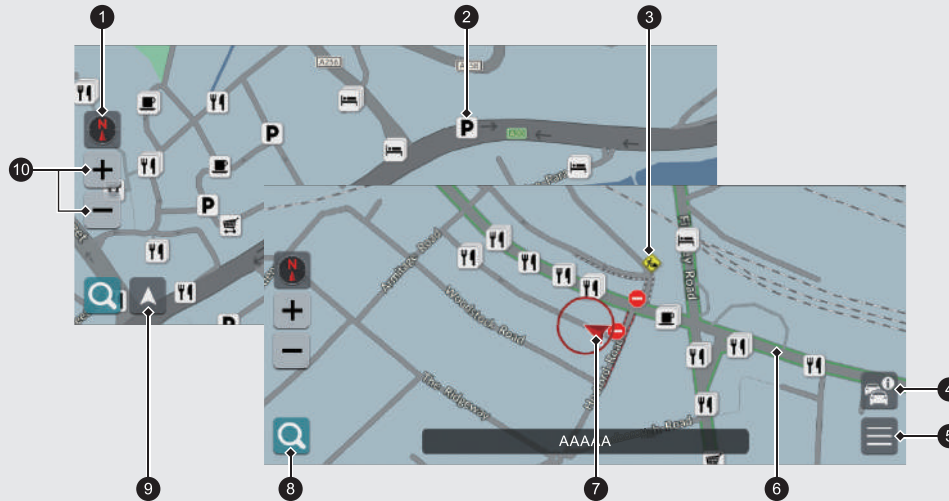 1
2
3
A256
A258
N
P
P
10
+
−
P
P
N
+
−
Armitage Road
Woodstock Road
The Ridgeway
i
4
AAAAA
5
9
8
7
6